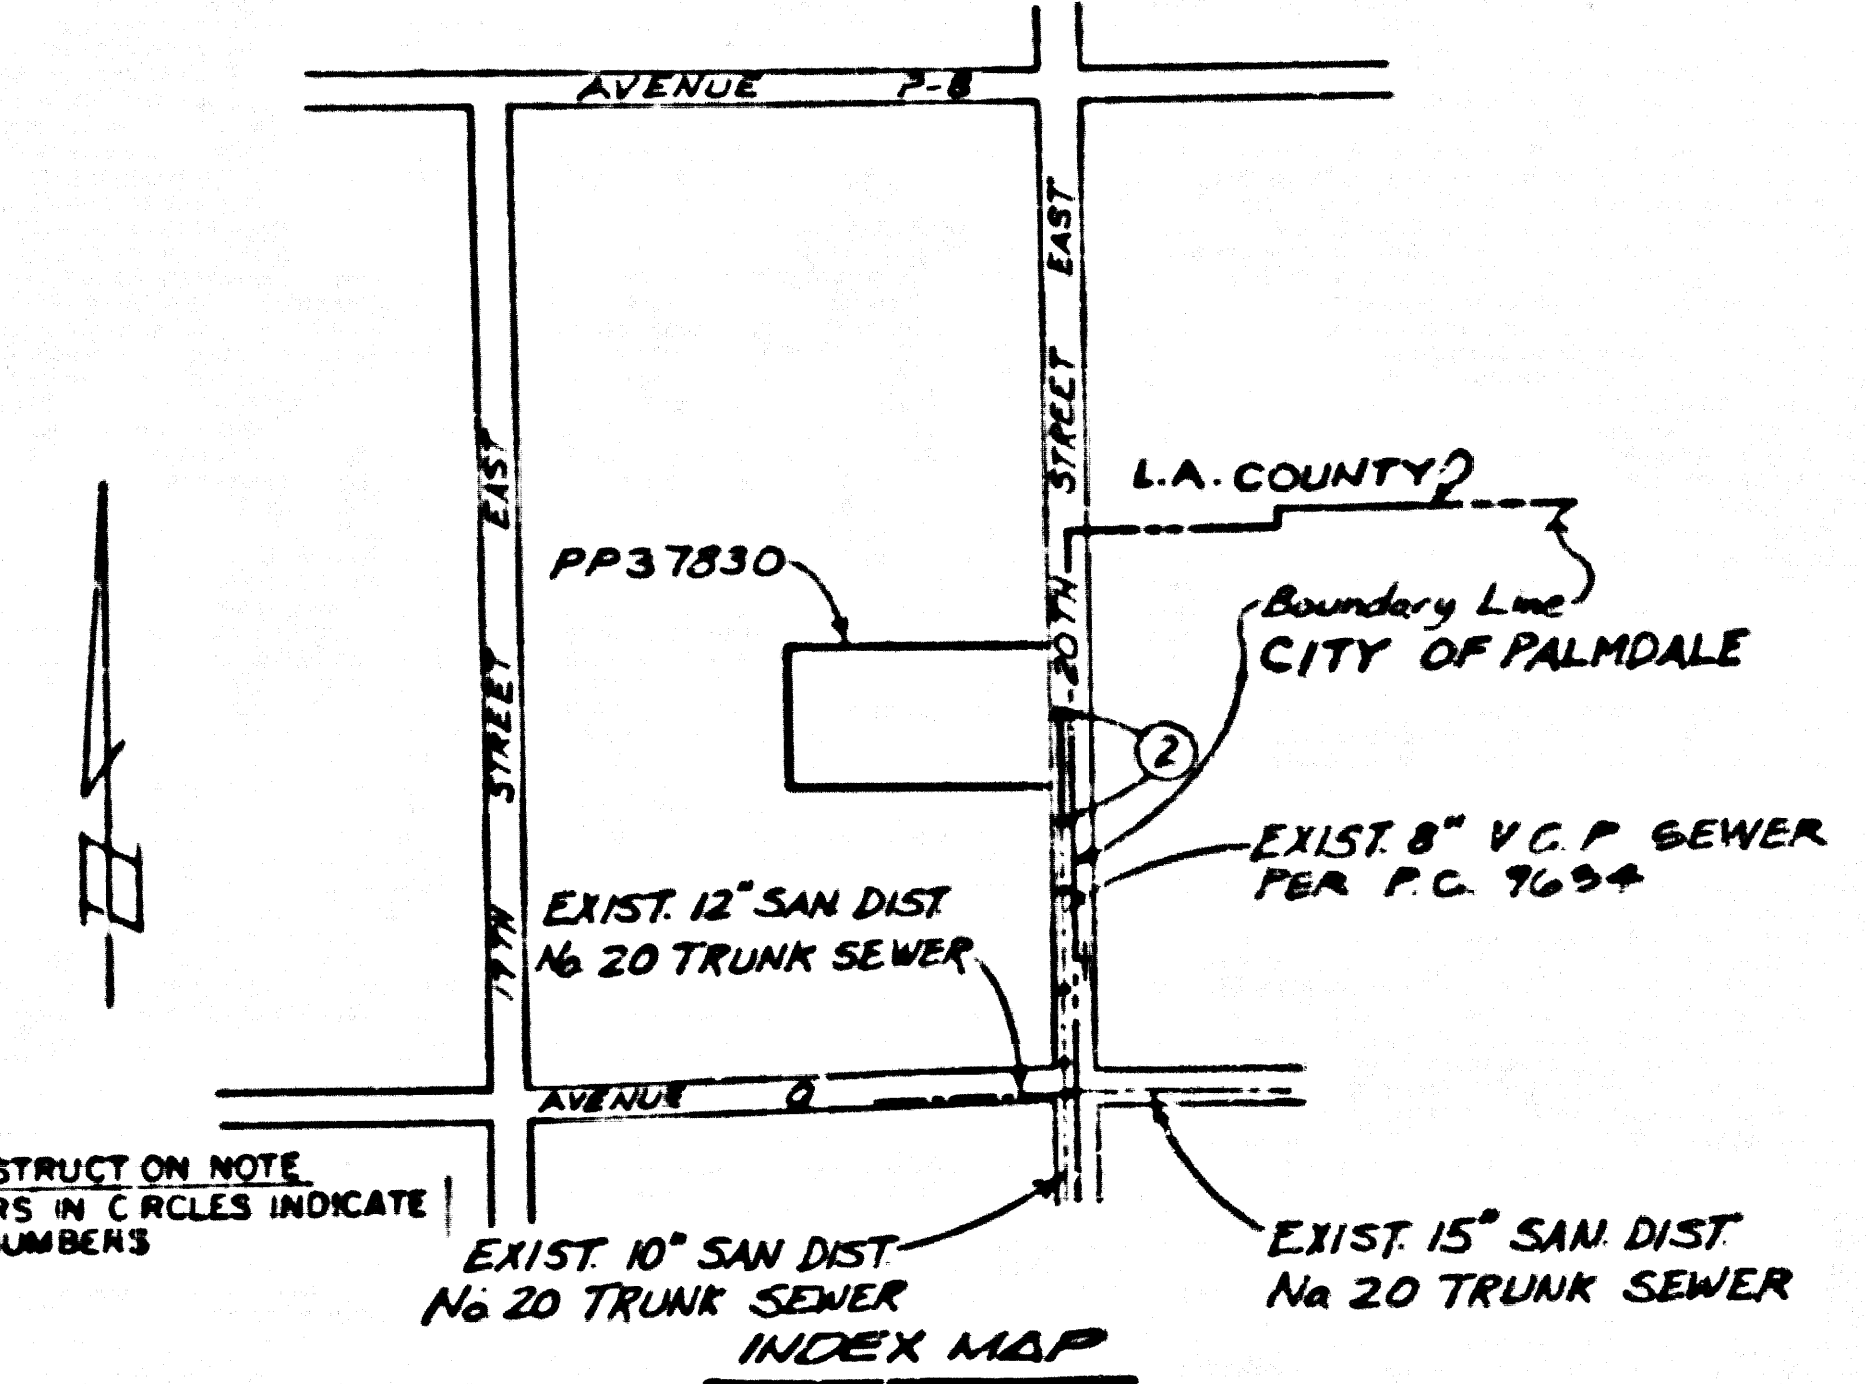 AVENUE P-8
20TH STREET EAST
17TH STREET EAST
L.A. COUNTY
PP37830
Boundary Line
CITY OF PALMDALE
2
EXIST. 8" V.C.P SEWER
PER P.C. 9634
EXIST. 12" SAN DIST.
No. 20 TRUNK SEWER
AVENUE Q
STRUCT ON NOTE
RS IN C RCLES INDICATE
UMBERS
EXIST. 10" SAN DIST.
No. 20 TRUNK SEWER
EXIST. 15" SAN. DIST.
No 20 TRUNK SEWER
INDEX MAP